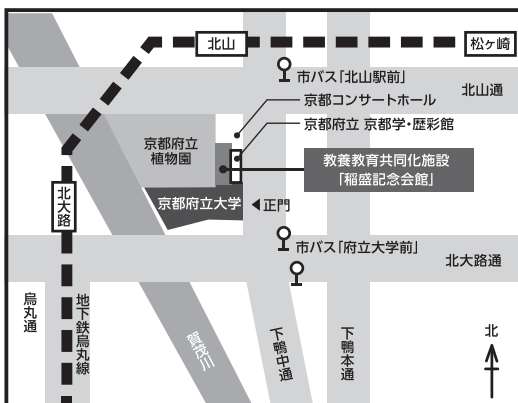 北山
松ヶ崎
市バス「北山駅前」
北山通
京都コンサートホール
京都府立 京都学・歴彩館
京都府立
植物園
教養教育共同化施設
「稲盛記念会館」
北大路
京都府立大学
正門
市バス「府立大学前」
北大路通
烏丸通
地下鉄烏丸線
賀茂川
下鴨中通
下鴨本通
北